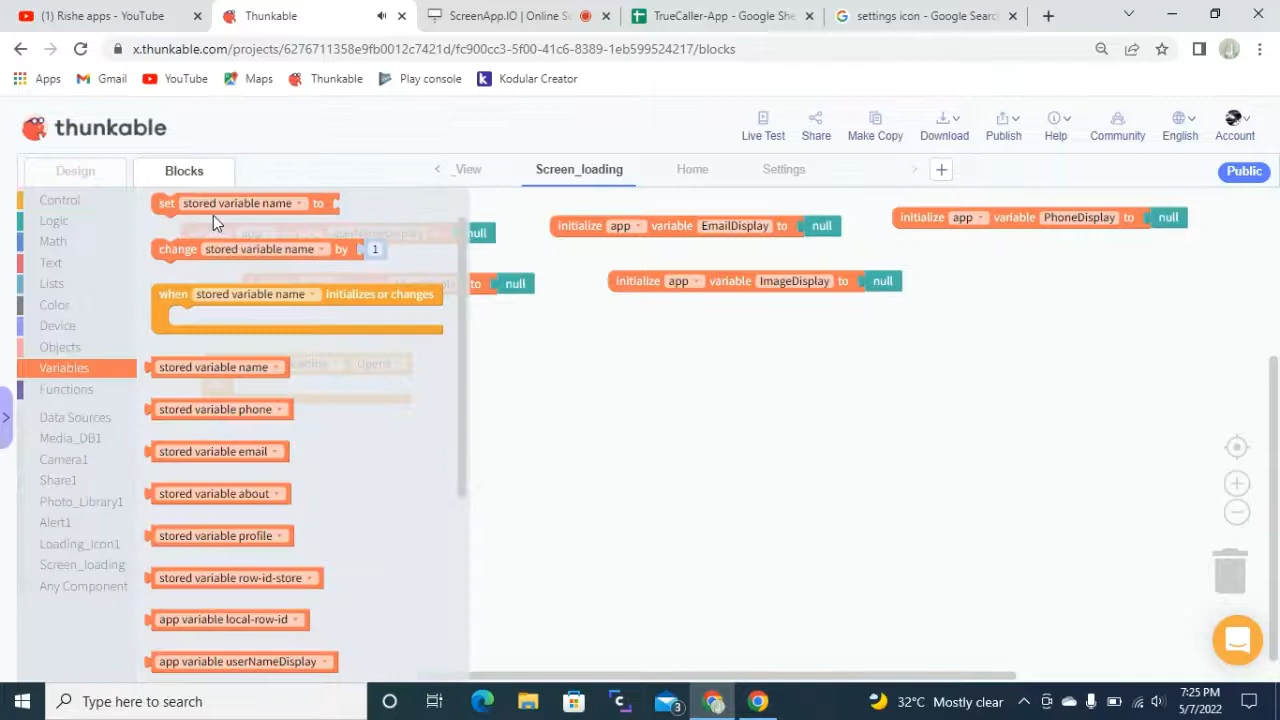 (1) Rishe apps - YouTube
Thunkable
ScreenApp.IO | Online Sc
TrueCaller-App - Google She
settings icon - Google Search
x.thunkable.com/projects/6276711358e9fb0012c7421d/fc900cc3-5f00-41c6-8389-1eb599524217/blocks
Apps
Gmail
YouTube
Maps
Thunkable
Play console
Kodular Creator
thunkable
Live Test
Share
Make Copy
Download
Publish
Help
Community
English
Account
Design
Blocks
_View
Screen_loading
Home
Settings
Public
Control
Logic
Math
Text
Lists
Color
Device
Objects
Variables
Functions
Data Sources
Media_DB1
Camera1
Share1
Photo_Library1
Alert1
Loading_Icon1
Screen_loading
Any Component
set stored variable name to
change stored variable name by 1
when stored variable name initializes or changes
stored variable name
stored variable phone
stored variable email
stored variable about
stored variable profile
stored variable row-id-store
app variable local-row-id
app variable userNameDisplay
null
initialize app variable EmailDisplay to null
initialize app variable PhoneDisplay to null
to null
initialize app variable ImageDisplay to null
Opens
Type here to search
3
32°C Mostly clear
7:25 PM
5/7/2022